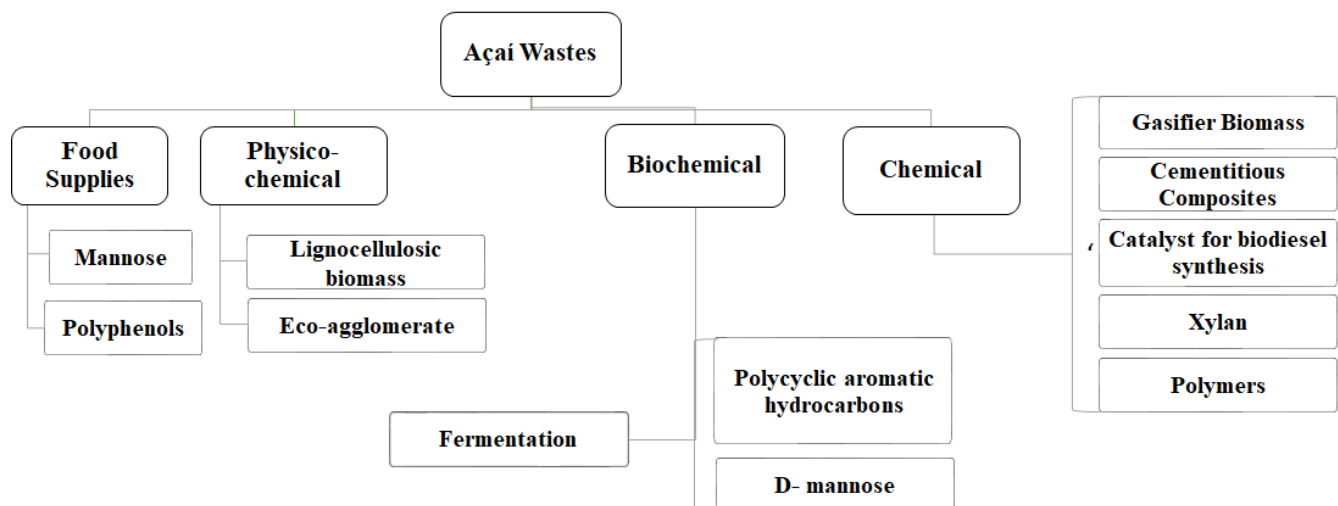 Açaí Wastes
Food
Supplies
Physico-
chemical
Biochemical
Chemical
Mannose
Polyphenols
Lignocellulosic
biomass
Eco-agglomerate
Fermentation
Polycyclic aromatic
hydrocarbons
D- mannose
Gasifier Biomass
Cementitious
Composites
‘
Catalyst for biodiesel
synthesis
Xylan
Polymers